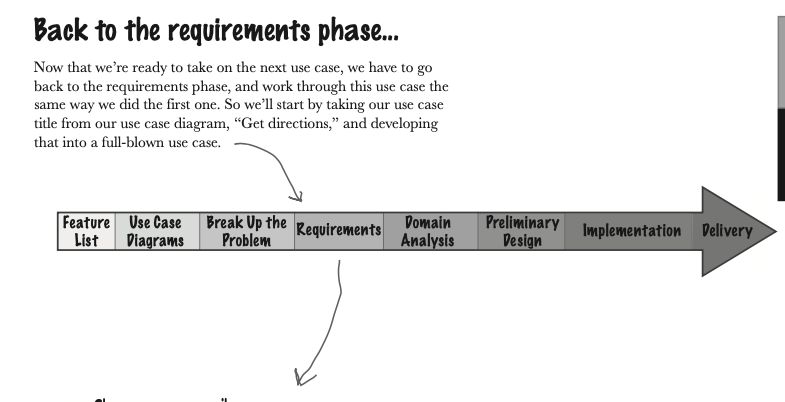 Back to the requirements phase...
Now that we're ready to take on the next use case, we have to go
back to the requirements phase, and work through this use case the
same way we did the first one. So we'll start by taking our use case
title from our use case diagram, “Get directions,” and developing
that into a full-blown use case.
Feature
List
Use Case
Diagrams
Break Up the
Problem
Requirements
Domain
Analysis
Preliminary
Design
Implementation
Delivery